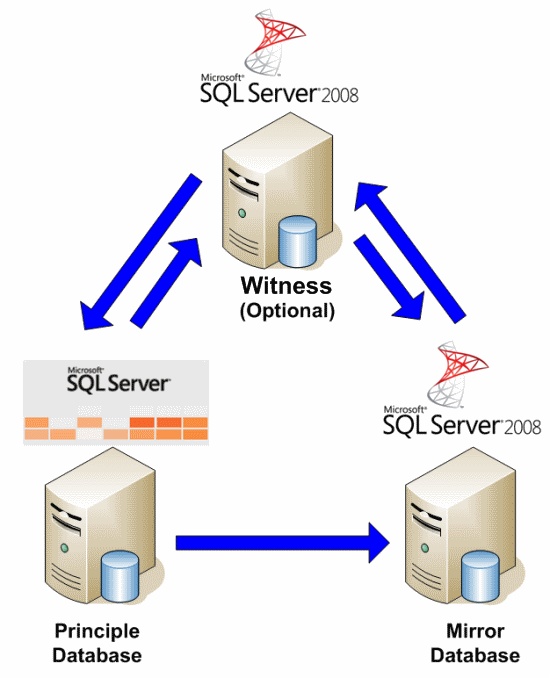 Microsoft®
SQL Server® 2008
Witness
(Optional)
Microsoft®
SQL Server®
Microsoft®
SQL Server® 2008
Principle
Database
Mirror
Database